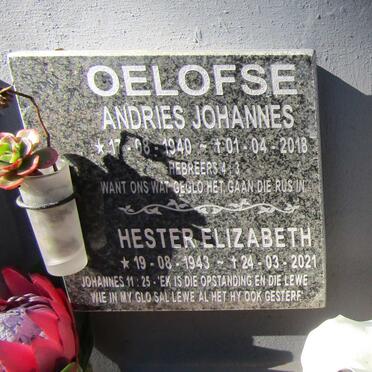 OELOFSE
ANDRIES JOHANNES
★ 17 - 08 - 1940 ~ †01 - 04 - 2018
HEBREERS 4 : 3
WANT ONS WAT GEGLO HET GAAN DIE RUS IN
HESTER ELIZABETH
★ 19 - 08 - 1943 ~ † 24 - 03 - 2021
JOHANNES 11 : 25 - 'EK IS DIE OPSTANDING EN DIE LEWE
WIE IN MY GLO SAL LEWE AL HET HY OOK GESTERF'